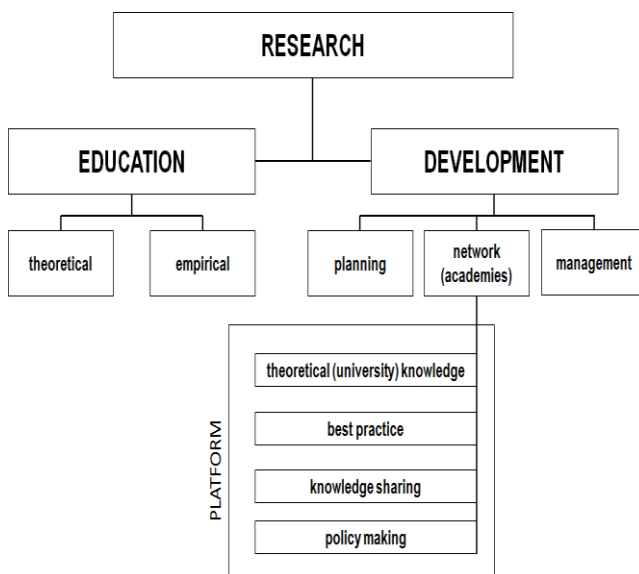 RESEARCH
EDUCATION
DEVELOPMENT
theoretical
empirical
planning
network
(academies)
management
PLATFORM
theoretical (university) knowledge
best practice
knowledge sharing
policy making